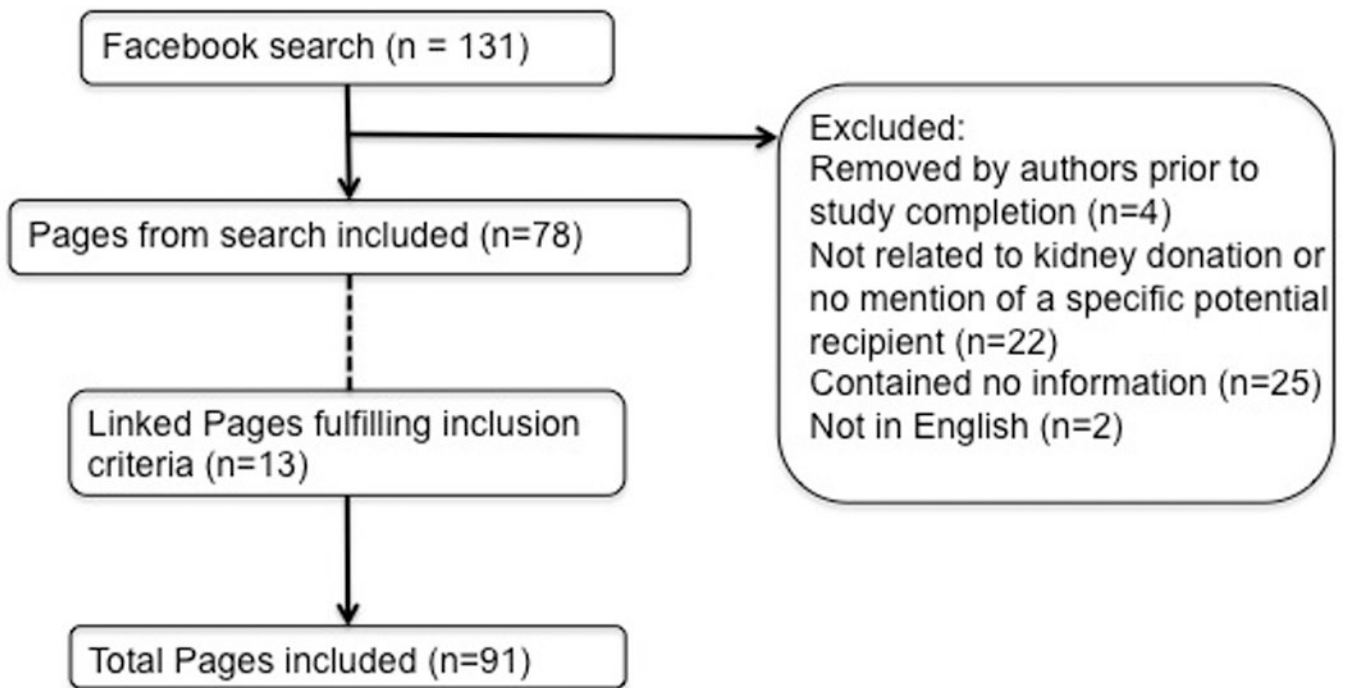 Facebook search (n = 131)
Excluded:
Removed by authors prior to
study completion (n=4)
Not related to kidney donation or
no mention of a specific potential
recipient (n=22)
Contained no information (n=25)
Not in English (n=2)
Pages from search included (n=78)
Linked Pages fulfilling inclusion
criteria (n=13)
Total Pages included (n=91)